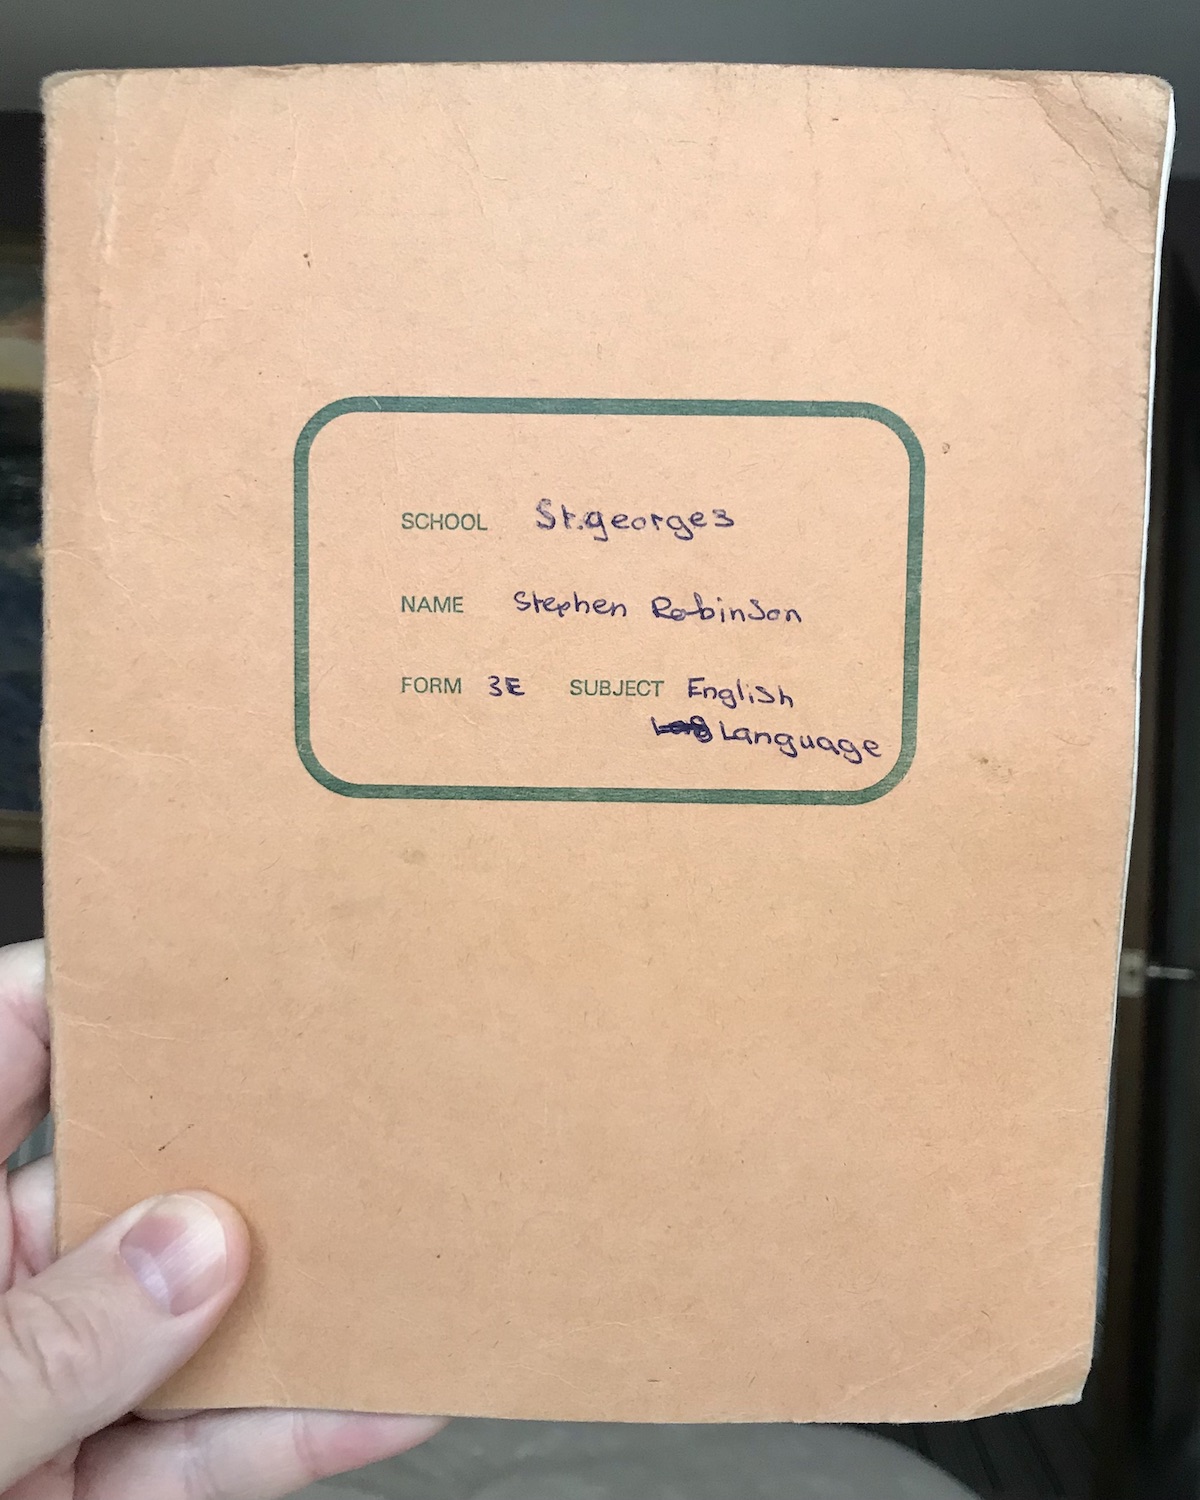 SCHOOL St.georges
NAME Stephen Robinson
FORM 3E SUBJECT English
Language